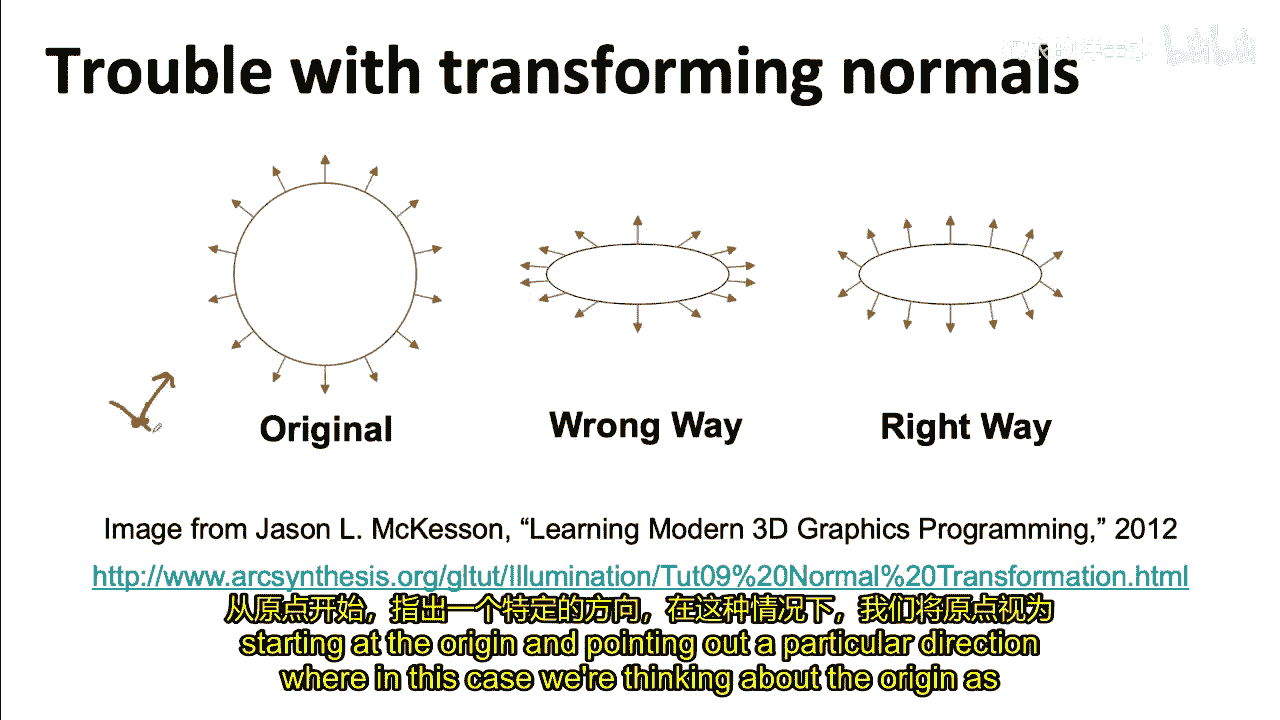 Trouble with transforming normals
Original
Wrong Way
Right Way
Image from Jason L. McKesson, “Learning Modern 3D Graphics Programming,” 2012
http://www.arcsynthesis.org/gltut/Illumination/Tut09%20Normal%20Transformation.html
从原点开始，指出一个特定的方向，在这种情况下，我们将原点视为
starting at the origin and pointing out a particular direction
where in this case we're thinking about the origin as